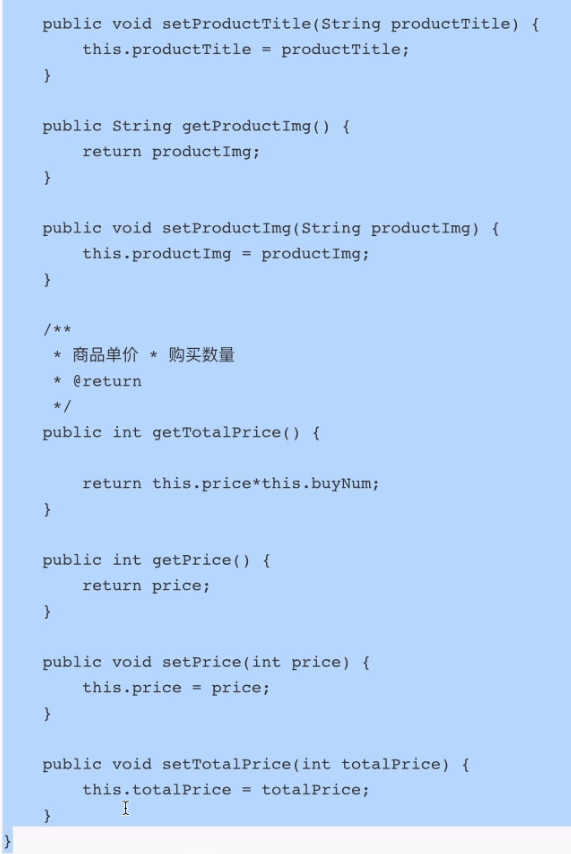 public void setProductTitle(String productTitle) {
this.productTitle = productTitle;
}
public String getProductImg() {
return productImg;
}
public void setProductImg(String productImg) {
this.productImg = productImg;
}
/**
* 商品单价 * 购买数量
* @return
*/
public int getTotalPrice() {
return this.price*this.buyNum;
}
public int getPrice() {
return price;
}
public void setPrice(int price) {
this.price = price;
}
public void setTotalPrice(int totalPrice) {
this.totalPrice = totalPrice;
}
}